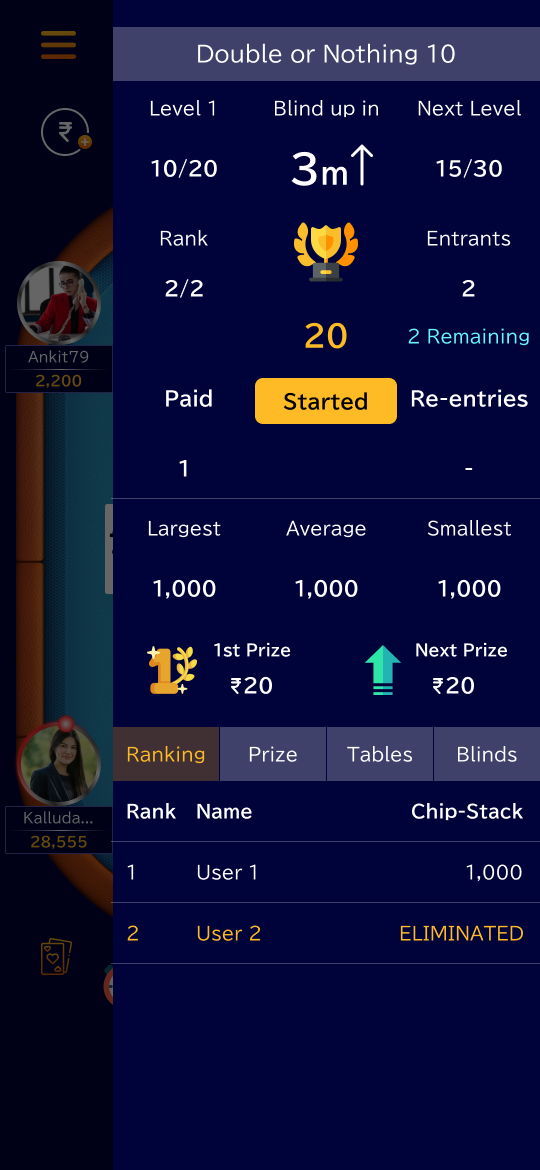 Double or Nothing 10
Level 1 Blind up in Next Level
10/20 3m↑ 15/30
Rank Entrants
2/2 2
20 2 Remaining
Paid Started Re-entries
1 -
Largest Average Smallest
1,000 1,000 1,000
1st Prize Next Prize
₹20 ₹20
Ranking Prize Tables Blinds
Rank Name Chip-Stack
1 User 1 1,000
2 User 2 ELIMINATED
₹
Ankit79
2,200
Kalluda...
28,555